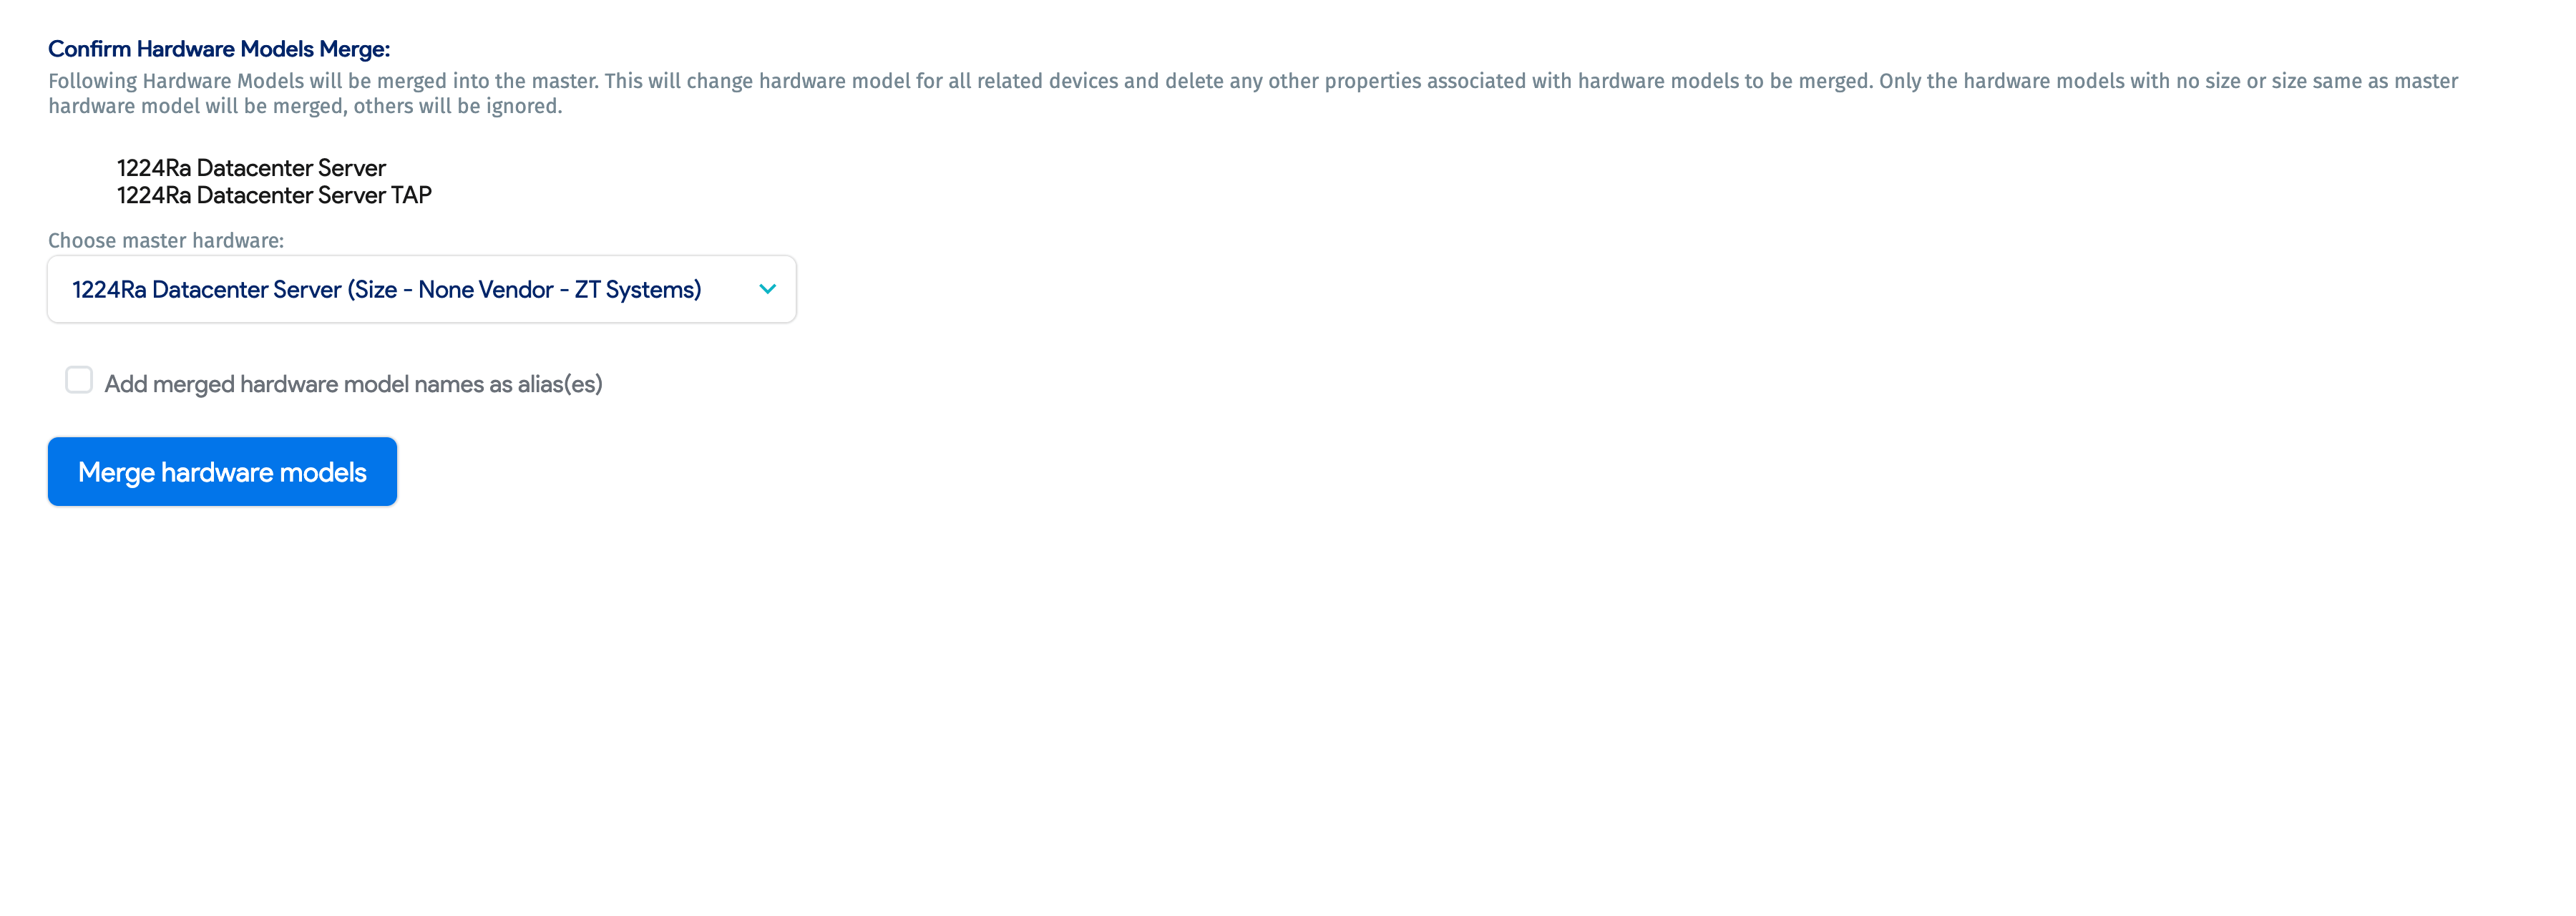 Confirm Hardware Models Merge:
Following Hardware Models will be merged into the master. This will change hardware model for all related devices and delete any other properties associated with hardware models to be merged. Only the hardware models with no size or size same as master
hardware model will be merged, others will be ignored.
1224Ra Datacenter Server
1224Ra Datacenter Server TAP
Choose master hardware:
1224Ra Datacenter Server (Size - None Vendor - ZT Systems)
Add merged hardware model names as alias(es)
Merge hardware models